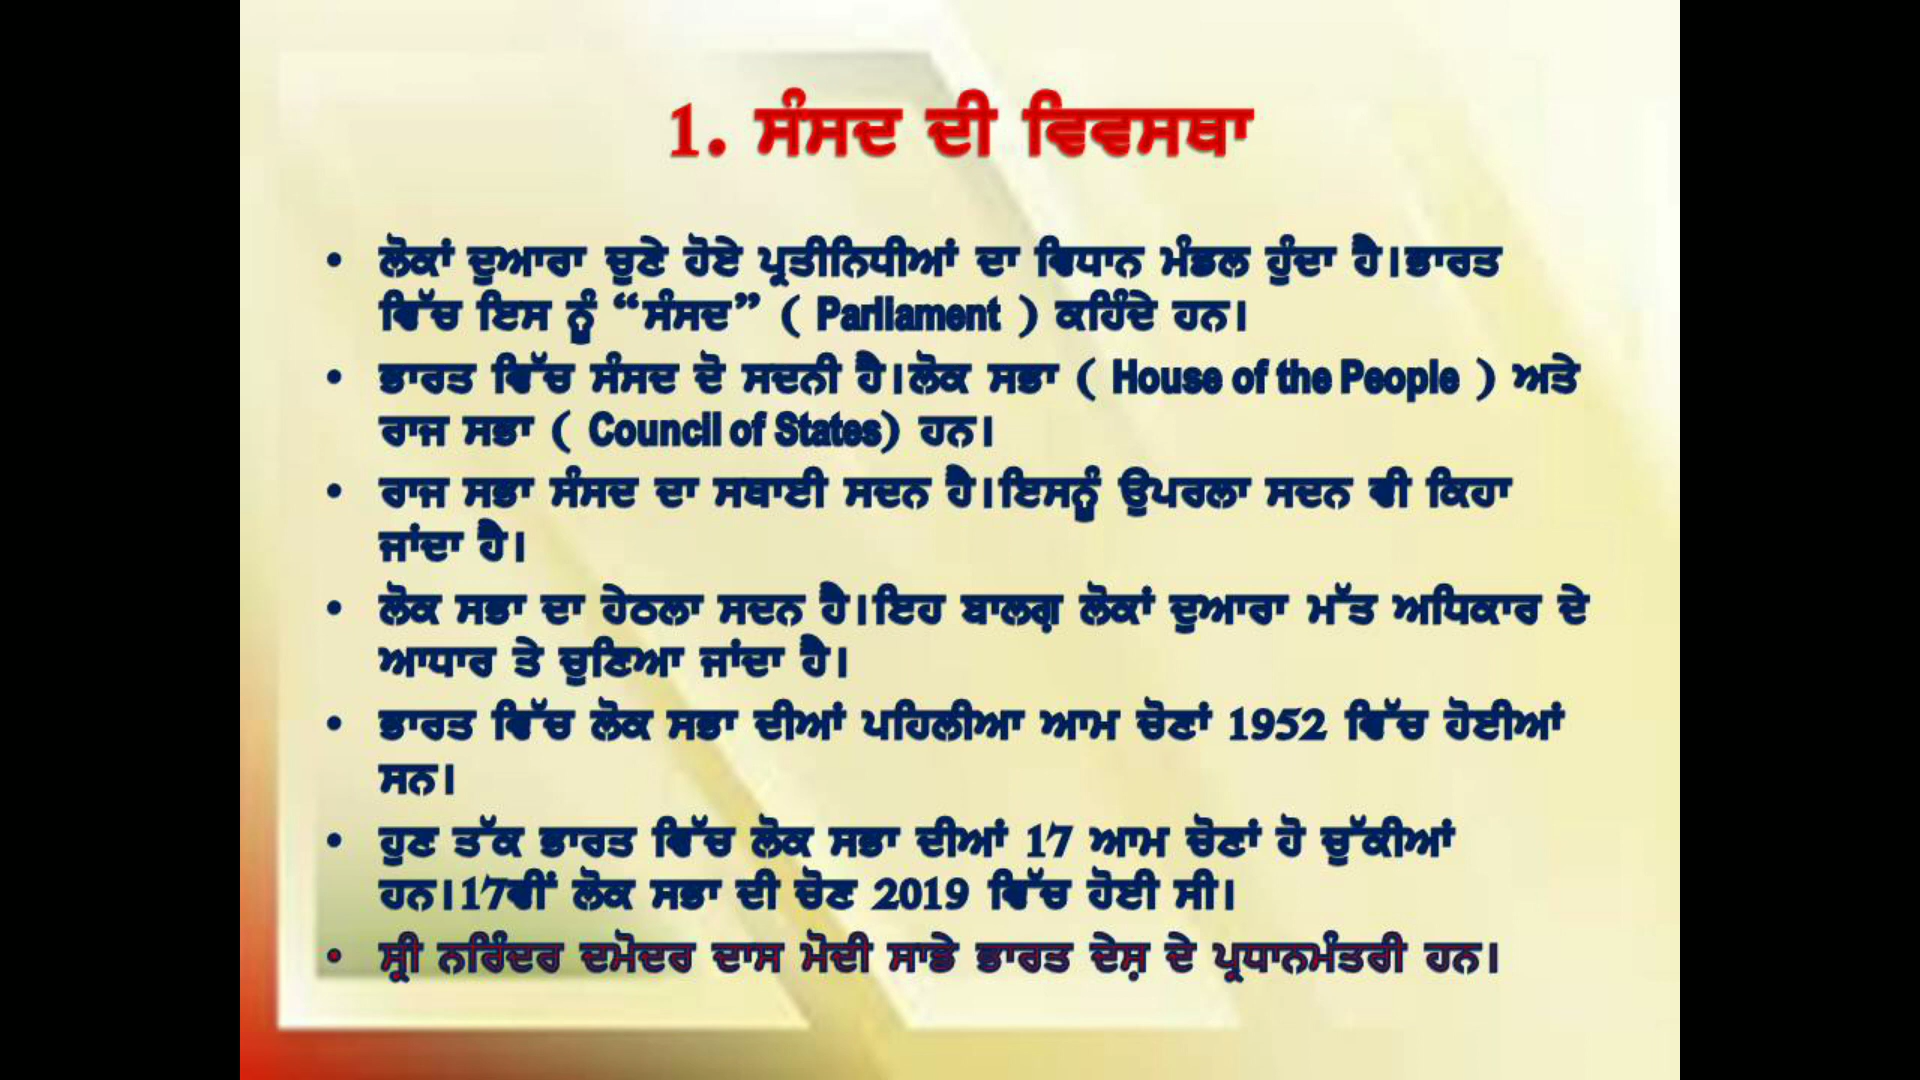 1. ਸੰਸਦ ਦੀ ਵਿਵਸਥਾ
• ਲੋਕਾਂ ਦੁਆਰਾ ਚੁਣੇ ਹੋਏ ਪ੍ਰਤੀਨਿਧੀਆਂ ਦਾ ਵਿਧਾਨ ਮੰਡਲ ਹੁੰਦਾ ਹੈ।ਭਾਰਤ
ਵਿੱਚ ਇਸ ਨੂੰ “ਸੰਸਦ” ( Parliament ) ਕਹਿੰਦੇ ਹਨ।
• ਭਾਰਤ ਵਿੱਚ ਸੰਸਦ ਦੋ ਸਦਨੀ ਹੈ।ਲੋਕ ਸਭਾ ( House of the People ) ਅਤੇ
ਰਾਜ ਸਭਾ ( Council of States) ਹਨ।
• ਰਾਜ ਸਭਾ ਸੰਸਦ ਦਾ ਸਥਾਈ ਸਦਨ ਹੈ।ਇਸਨੂੰ ਉਪਰਲਾ ਸਦਨ ਵੀ ਕਿਹਾ
ਜਾਂਦਾ ਹੈ।
• ਲੋਕ ਸਭਾ ਦਾ ਹੇਠਲਾ ਸਦਨ ਹੈ।ਇਹ ਬਾਲਗ਼ ਲੋਕਾਂ ਦੁਆਰਾ ਮੱਤ ਅਧਿਕਾਰ ਦੇ
ਆਧਾਰ ਤੇ ਚੁਣਿਆ ਜਾਂਦਾ ਹੈ।
• ਭਾਰਤ ਵਿੱਚ ਲੋਕ ਸਭਾ ਦੀਆਂ ਪਹਿਲੀਆ ਆਮ ਚੋਣਾਂ 1952 ਵਿੱਚ ਹੋਈਆਂ
ਸਨ।
• ਹੁਣ ਤੱਕ ਭਾਰਤ ਵਿੱਚ ਲੋਕ ਸਭਾ ਦੀਆਂ 17 ਆਮ ਚੋਣਾਂ ਹੋ ਚੁੱਕੀਆਂ
ਹਨ।17ਵੀਂ ਲੋਕ ਸਭਾ ਦੀ ਚੋਣ 2019 ਵਿੱਚ ਹੋਈ ਸੀ।
• ਸ੍ਰੀ ਨਰਿੰਦਰ ਦਮੋਦਰ ਦਾਸ ਮੋਦੀ ਸਾਡੇ ਭਾਰਤ ਦੇਸ਼ ਦੇ ਪ੍ਰਧਾਨਮੰਤਰੀ ਹਨ।